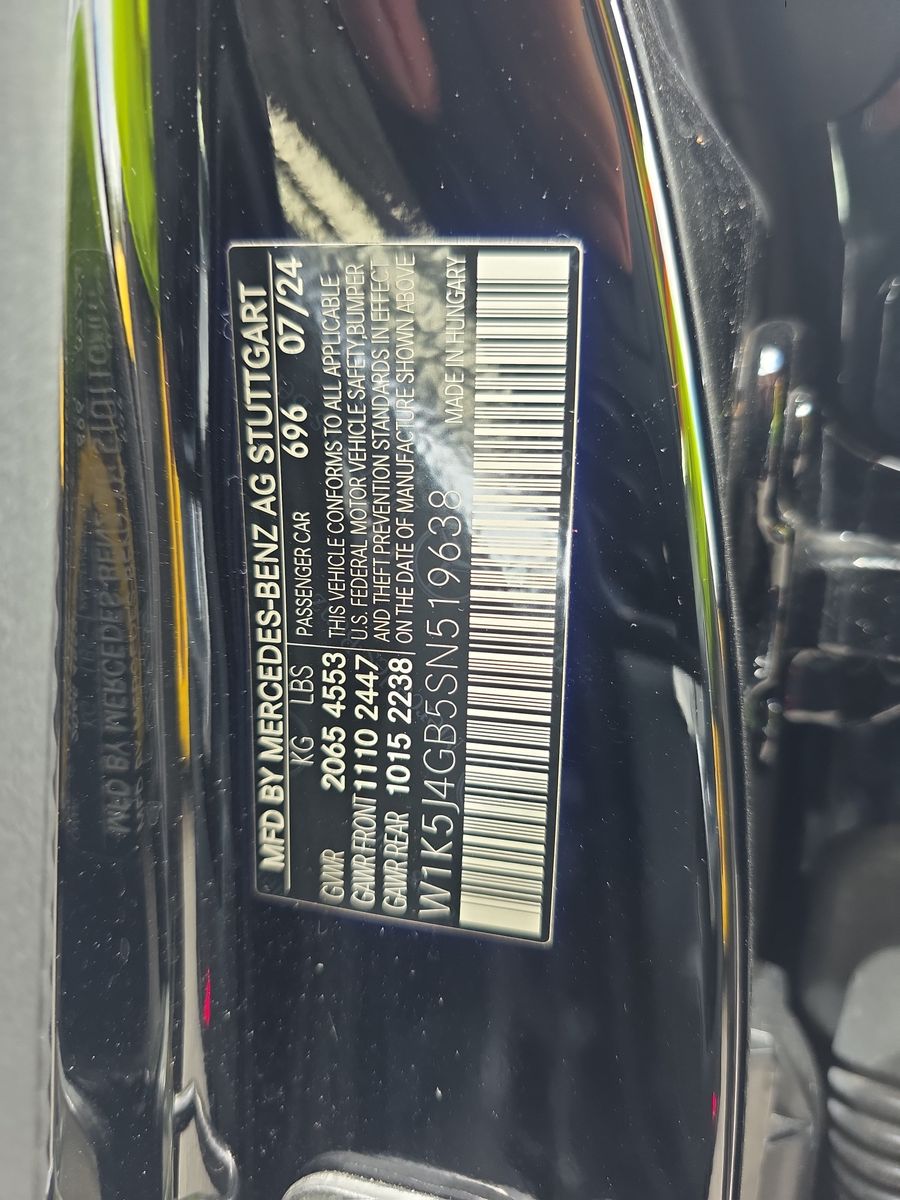 MFD BY MERCEDES-BENZ AG STUTTGART
KG LBS PASSENGER CAR 696 07/24
GVWR 2065 4553 THIS VEHICLE CONFORMS TO ALL APPLICABLE
GAWR FRONT 1110 2447 U.S. FEDERAL MOTOR VEHICLE SAFETY BUMPER
AND THEFT PREVENTION STANDARDS IN EFFECT
GAWR REAR 1015 2238 ON THE DATE OF MANUFACTURE SHOWN ABOVE
W1K5J4GB5SN519638 MADE IN HUNGARY